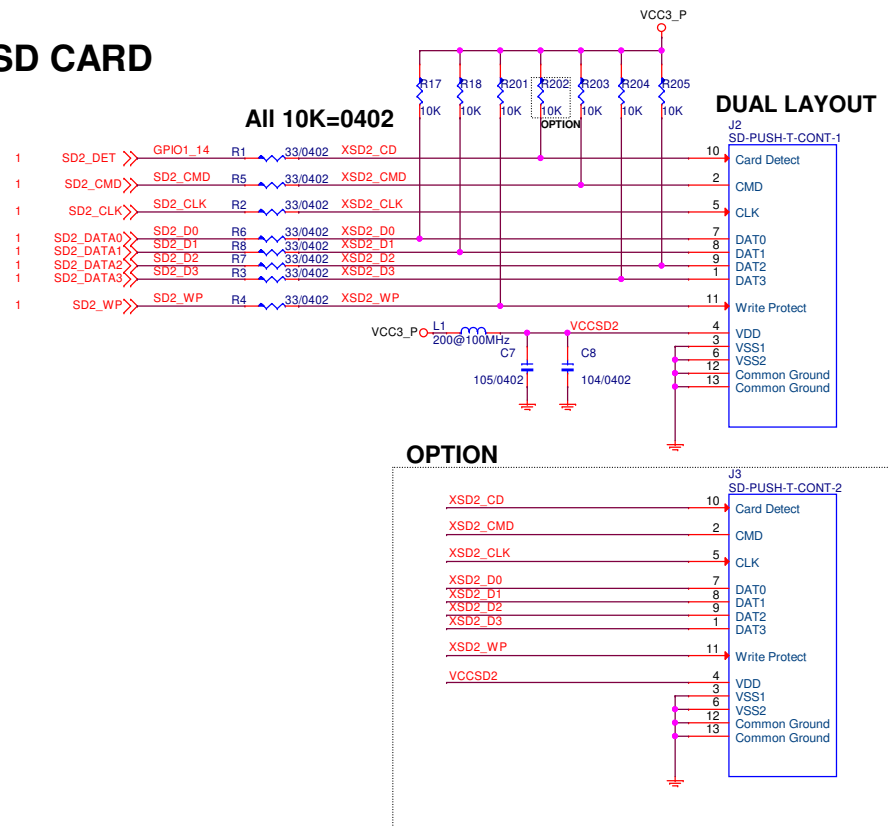 VCC3_P
SD CARD
R17 R18 R201 R202 R203 R204 R205
10K 10K 10K 10K 10K 10K 10K
OPTION
All 10K=0402
DUAL LAYOUT
J2
SD-PUSH-T-CONT-1
1 SD2_DET GPIO1_14 R1 33/0402 XSD2_CD 10 Card Detect
1 SD2_CMD SD2_CMD R5 33/0402 XSD2_CMD 2 CMD
1 SD2_CLK SD2_CLK R2 33/0402 XSD2_CLK 5 CLK
1 SD2_DATA0 SD2_D0 R6 33/0402 XSD2_D0 7 DAT0
1 SD2_DATA1 SD2_D1 R8 33/0402 XSD2_D1 8 DAT1
1 SD2_DATA2 SD2_D2 R7 33/0402 XSD2_D2 9 DAT2
1 SD2_DATA3 SD2_D3 R3 33/0402 XSD2_D3 1 DAT3
1 SD2_WP SD2_WP R4 33/0402 XSD2_WP 11 Write Protect
VCC3_P L1 VCCSD2 4 VDD
200@100MHz 3 VSS1
C7 C8 6 VSS2
12 Common Ground
105/0402 104/0402 13 Common Ground
OPTION
J3
SD-PUSH-T-CONT-2
XSD2_CD 10 Card Detect
XSD2_CMD 2 CMD
XSD2_CLK 5 CLK
XSD2_D0 7 DAT0
XSD2_D1 8 DAT1
XSD2_D2 9 DAT2
XSD2_D3 1 DAT3
XSD2_WP 11 Write Protect
VCCSD2 4 VDD
3 VSS1
6 VSS2
12 Common Ground
13 Common Ground